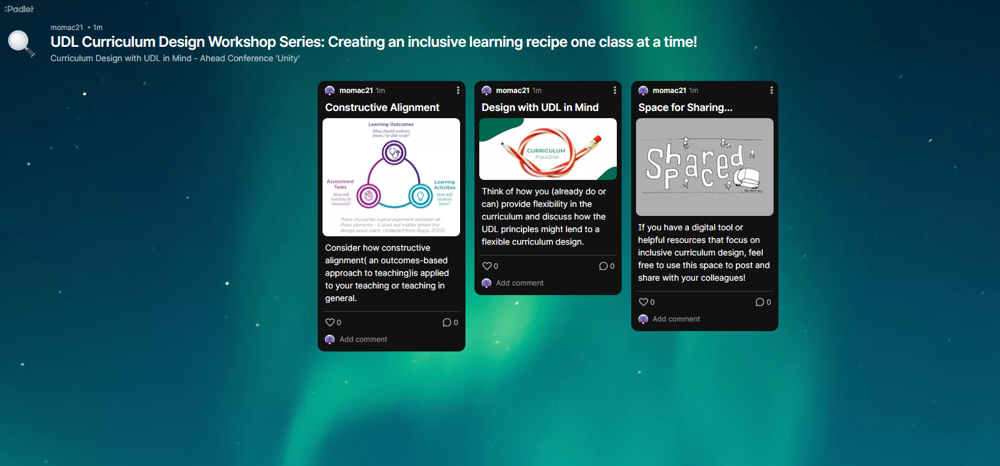 :Padlet
momac21 • 1m
UDL Curriculum Design Workshop Series: Creating an inclusive learning recipe one class at a time!
Curriculum Design with UDL in Mind - Ahead Conference 'Unity'
momac21 1m
Constructive Alignment
Learning Outcomes
What should students
know / be able to do?
Assessment
Tasks
How will
learning be
measured?
Learning
Activities
How will
students
learn?
There should be logical alignment between all
three elements - it does not matter where the
design point starts. (Adapted from Biggs, 2003)
Consider how constructive
alignment( an outcomes-based
approach to teaching)is applied
to your teaching or teaching in
general.
0 0
Add comment
momac21 1m
Design with UDL in Mind
CURRICULUM
Flexible
Think of how you (already do or
can) provide flexibility in the
curriculum and discuss how the
UDL principles might lend to a
flexible curriculum design.
0 0
Add comment
momac21 1m
Space for Sharing...
Shared
Space
If you have a digital tool or
helpful resources that focus on
inclusive curriculum design, feel
free to use this space to post and
share with your colleagues!
0 0
Add comment